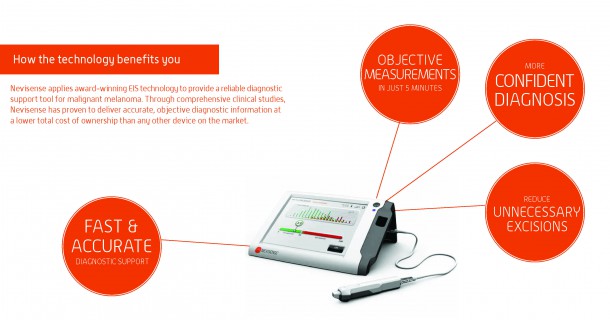 How the technology benefits you
Nevisense applies award-winning EIS technology to provide a reliable diagnostic
support tool for malignant melanoma. Through comprehensive clinical studies,
Nevisense has proven to deliver accurate, objective diagnostic information at
a lower total cost of ownership than any other device on the market.
OBJECTIVE
MEASUREMENTS
IN JUST 5 MINUTES
MORE
CONFIDENT
DIAGNOSIS
REDUCE
UNNECESSARY
EXCISIONS
FAST &
ACCURATE
DIAGNOSTIC SUPPORT